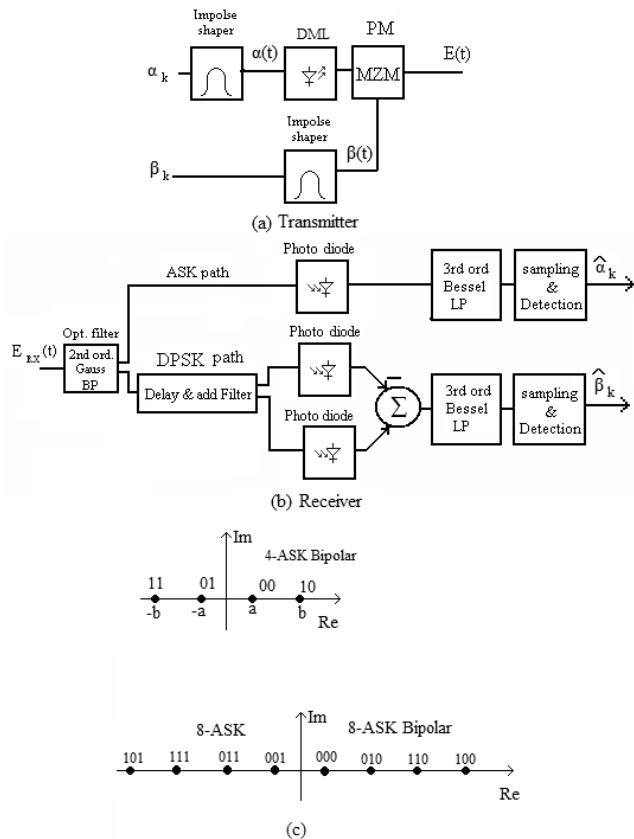 Impolse shaper
α(t)
DML
PM
E(t)
α k
MZM
Impolse shaper
β(t)
β k
(a) Transmitter
Photo diode
ASK path
3rd ord Bessel LP
sampling & Detection
α̂ k
Opt. filter
E RX (t)
2nd ord. Gauss BP
DPSK path
Photo diode
Delay & add Filter
−
Σ
3rd ord Bessel LP
sampling & Detection
β̂ k
Photo diode
(b) Receiver
Im
4-ASK Bipolar
11 01 00 10
-b -a a b
Re
Im
8-ASK 8-ASK Bipolar
101 111 011 001 000 010 110 100
Re
(c)